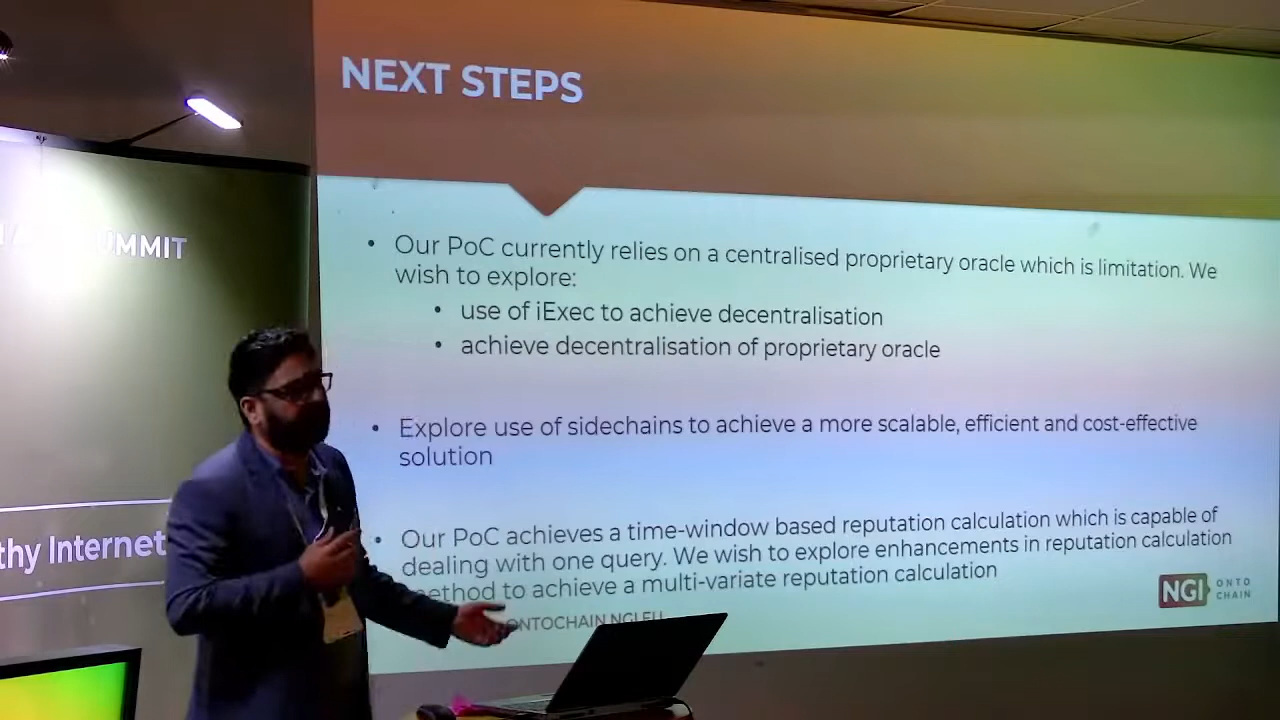 NEXT STEPS
• Our PoC currently relies on a centralised proprietary oracle which is limitation. We
wish to explore:
• use of iExec to achieve decentralisation
• achieve decentralisation of proprietary oracle
• Explore use of sidechains to achieve a more scalable, efficient and cost-effective
solution
• Our PoC achieves a time-window based reputation calculation which is capable of
dealing with one query. We wish to explore enhancements in reputation calculation
method to achieve a multi-variate reputation calculation
ONTOCHAIN.NGI.EU
NGI ONTO
CHAIN
UMMIT
thy Internet